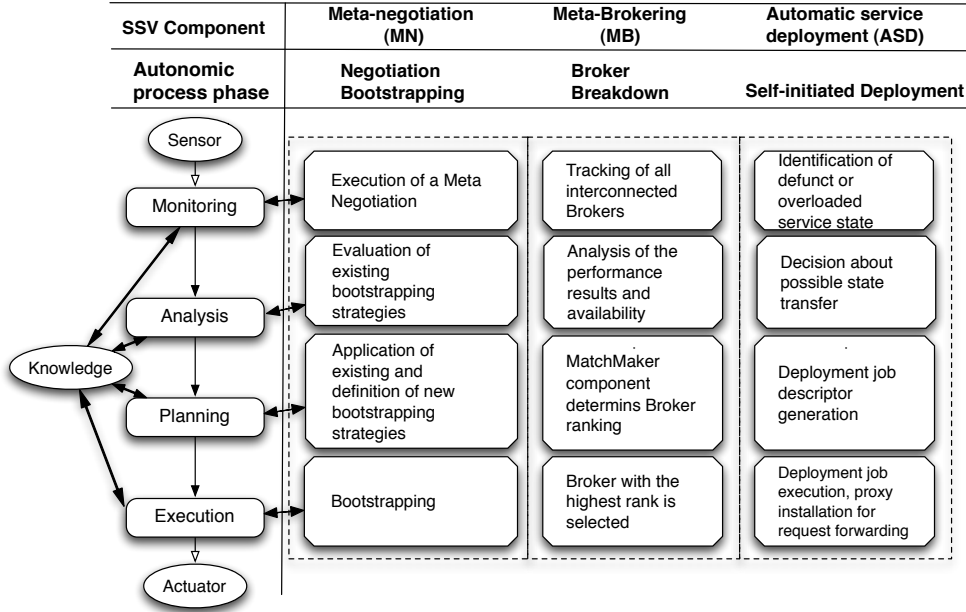 SSV Component
Meta-negotiation
(MN)
Meta-Brokering
(MB)
Automatic service
deployment (ASD)
Autonomic
process phase
Negotiation
Bootstrapping
Broker
Breakdown
Self-initiated Deployment
Sensor
Monitoring
Execution of a Meta
Negotiation
Tracking of all
interconnected
Brokers
Identification of
defunct or
overloaded
service state
Analysis
Evaluation of
existing
bootstrapping
strategies
Analysis of the
performance
results and
availability
Decision about
possible state
transfer
Knowledge
Planning
Application of
existing and
definition of new
bootstrapping
strategies
MatchMaker
component
determins Broker
ranking
Deployment job
descriptor
generation
Execution
Bootstrapping
Broker with the
highest rank is
selected
Deployment job
execution, proxy
installation for
request forwarding
Actuator